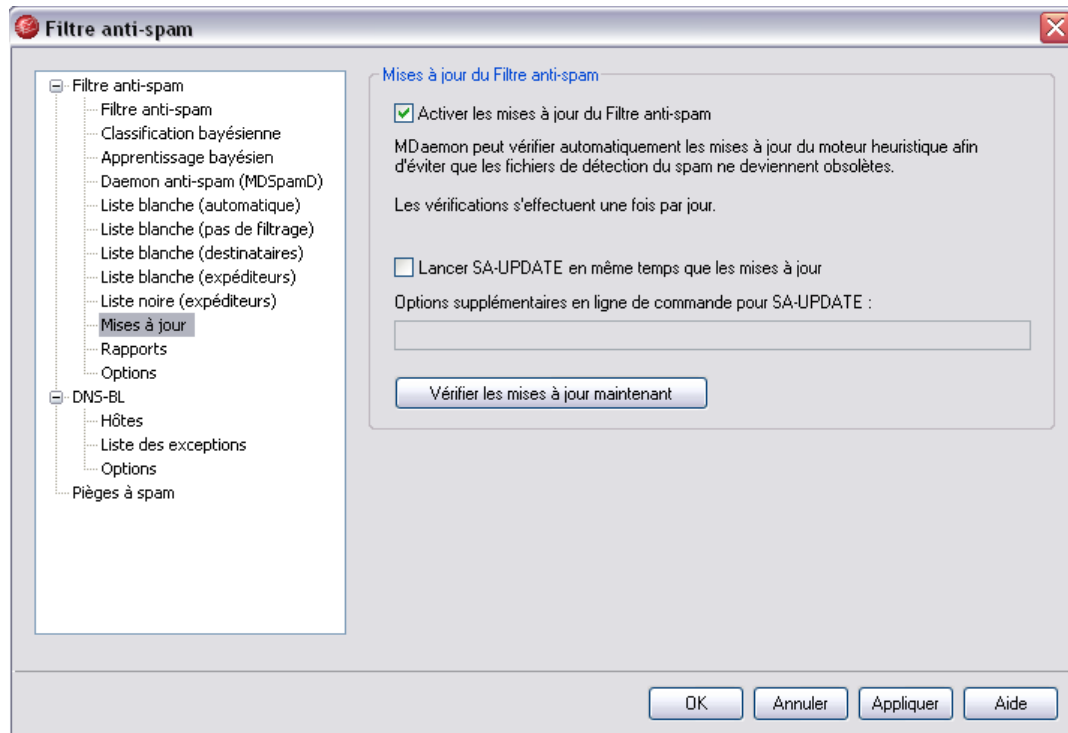 Filtre anti-spam
Filtre anti-spam
Filtre anti-spam
Classification bayésienne
Apprentissage bayésien
Daemon anti-spam (MDSpamD)
Liste blanche (automatique)
Liste blanche (pas de filtrage)
Liste blanche (destinataires)
Liste blanche (expéditeurs)
Liste noire (expéditeurs)
Mises à jour
Rapports
Options
DNS-BL
Hôtes
Liste des exceptions
Options
Pièges à spam
Mises à jour du Filtre anti-spam
Activer les mises à jour du Filtre anti-spam
MDaemon peut vérifier automatiquement les mises à jour du moteur heuristique afin
d'éviter que les fichiers de détection du spam ne deviennent obsolètes.
Les vérifications s'effectuent une fois par jour.
Lancer SA-UPDATE en même temps que les mises à jour
Options supplémentaires en ligne de commande pour SA-UPDATE :
Vérifier les mises à jour maintenant
OK
Annuler
Appliquer
Aide